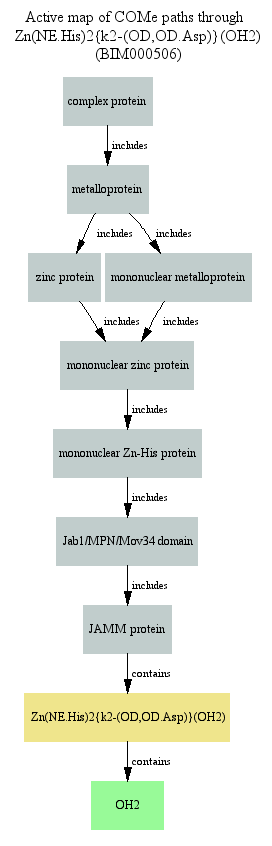 Active map of COMe paths through
Zn(NE.His)2{k2-(OD,OD.Asp)}(OH2)
(BIM000506)
complex protein
includes
metalloprotein
includes includes
zinc protein mononuclear metalloprotein
includes includes
mononuclear zinc protein
includes
mononuclear Zn-His protein
includes
Jab1/MPN/Mov34 domain
includes
JAMM protein
contains
Zn(NE.His)2{k2-(OD,OD.Asp)}(OH2)
contains
OH2